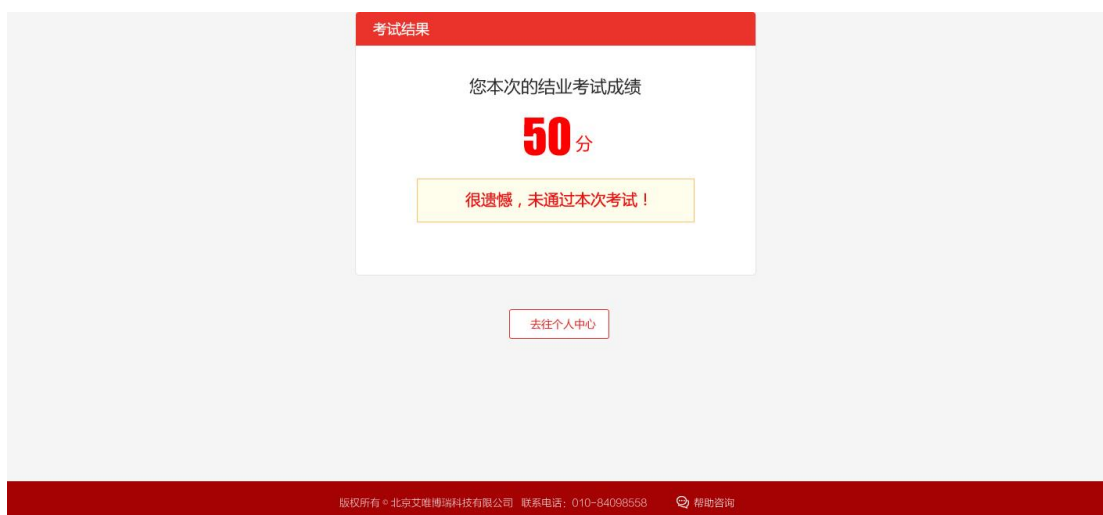 考试结果
您本次的结业考试成绩
50分
很遗憾，未通过本次考试！
去往个人中心
版权所有©北京艾唯博瑞科技有限公司 联系电话：010-84098558 帮助咨询